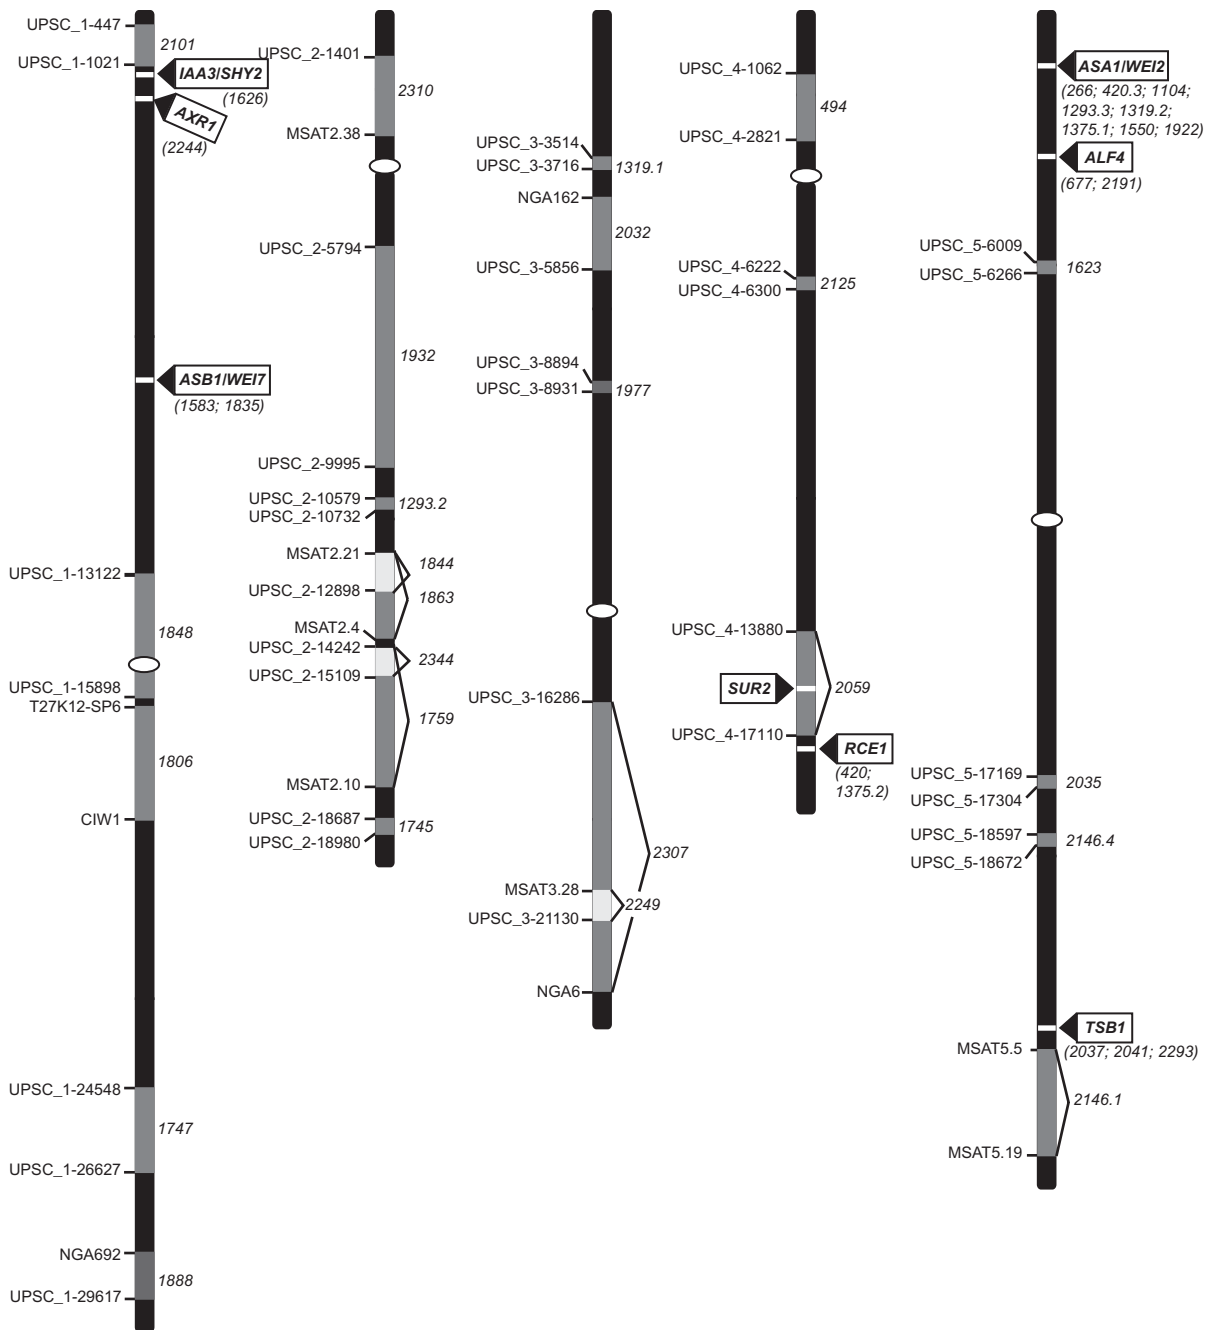 UPSC_1-447
2101
UPSC_1-1021
IAA3/SHY2
(1626)
AXR1
(2244)
ASB1/WEI7
(1583; 1835)
UPSC_1-13122
1848
UPSC_1-15898
T27K12-SP6
1806
CIW1
UPSC_1-24548
1747
UPSC_1-26627
NGA692
1888
UPSC_1-29617
UPSC_2-1401
2310
MSAT2.38
UPSC_2-5794
1932
UPSC_2-9995
UPSC_2-10579
1293.2
UPSC_2-10732
MSAT2.21
1844
UPSC_2-12898
1863
MSAT2.4
UPSC_2-14242
2344
UPSC_2-15109
1759
MSAT2.10
UPSC_2-18687
1745
UPSC_2-18980
UPSC_3-3514
UPSC_3-3716
1319.1
NGA162
2032
UPSC_3-5856
UPSC_3-8894
UPSC_3-8931
1977
UPSC_3-16286
2307
MSAT3.28
2249
UPSC_3-21130
NGA6
UPSC_4-1062
494
UPSC_4-2821
UPSC_4-6222
2125
UPSC_4-6300
UPSC_4-13880
SUR2
2059
UPSC_4-17110
RCE1
(420;
1375.2)
ASA1/WEI2
(266; 420.3; 1104;
1293.3; 1319.2;
1375.1; 1550; 1922)
ALF4
(677; 2191)
UPSC_5-6009
1623
UPSC_5-6266
UPSC_5-17169
2035
UPSC_5-17304
UPSC_5-18597
2146.4
UPSC_5-18672
TSB1
(2037; 2041; 2293)
MSAT5.5
2146.1
MSAT5.19